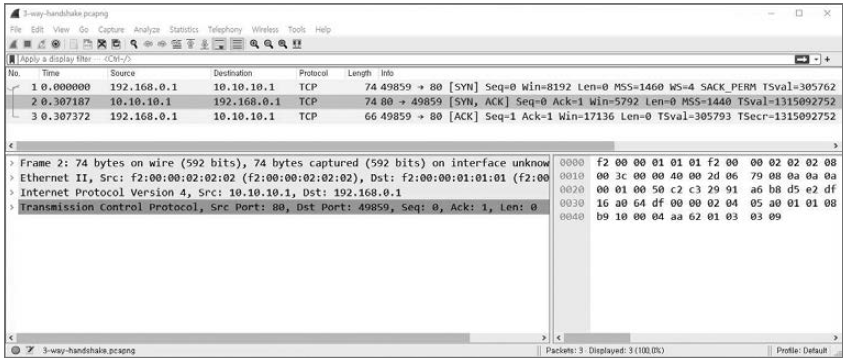 3-way-handshake.pcapng
File Edit View Go Capture Analyze Statistics Telephony Wireless Tools Help
Apply a display filter ... <Ctrl-/>
No. Time Source Destination Protocol Length Info
1 0.000000 192.168.0.1 10.10.10.1 TCP 74 49859 → 80 [SYN] Seq=0 Win=8192 Len=0 MSS=1460 WS=4 SACK_PERM TSval=305762
2 0.307187 10.10.10.1 192.168.0.1 TCP 74 80 → 49859 [SYN, ACK] Seq=0 Ack=1 Win=5792 Len=0 MSS=1440 TSval=1315092752
3 0.307372 192.168.0.1 10.10.10.1 TCP 66 49859 → 80 [ACK] Seq=1 Ack=1 Win=17136 Len=0 TSval=305793 TSecr=1315092752
> Frame 2: 74 bytes on wire (592 bits), 74 bytes captured (592 bits) on interface unknow
> Ethernet II, Src: f2:00:00:02:02:02 (f2:00:00:02:02:02), Dst: f2:00:00:01:01:01 (f2:00
> Internet Protocol Version 4, Src: 10.10.10.1, Dst: 192.168.0.1
> Transmission Control Protocol, Src Port: 80, Dst Port: 49859, Seq: 0, Ack: 1, Len: 0
0000 f2 00 00 01 01 01 f2 00 00 02 02 02 08
0010 00 3c 00 00 40 00 2d 06 79 08 0a 0a 0a
0020 00 01 00 50 c2 c3 29 91 a6 b8 d5 e2 df
0030 16 a0 64 df 00 00 02 04 05 a0 01 01 08
0040 b9 10 00 04 aa 62 01 03 03 09
3-way-handshake.pcapng
Packets: 3 · Displayed: 3 (100.0%)
Profile: Default